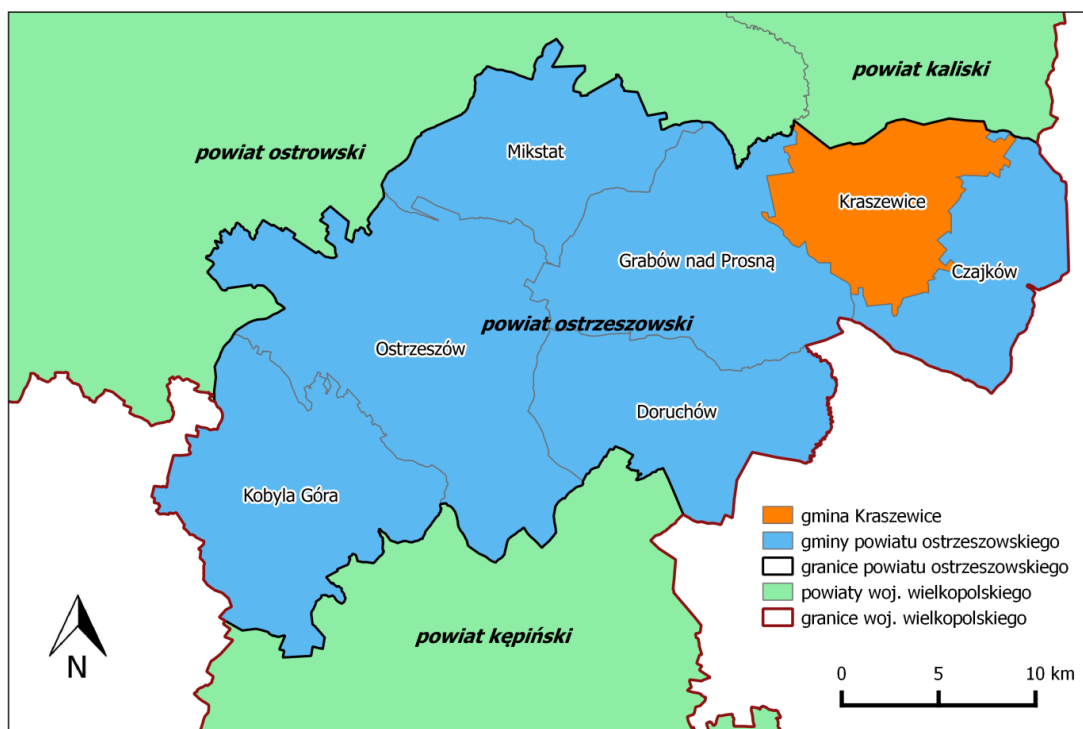 powiat kaliski
powiat ostrowski
Mikstat
Kraszewice
Grabów nad Prosną
Czajków
powiat ostrzeszowski
Ostrzeszów
Doruchów
Kobyla Góra
powiat kępiński
gmina Kraszewice
gminy powiatu ostrzeszowskiego
granice powiatu ostrzeszowskiego
powiaty woj. wielkopolskiego
granice woj. wielkopolskiego
N
0 5 10 km